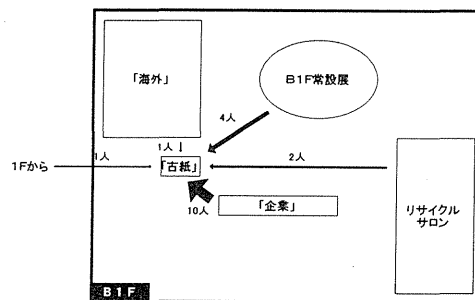 「海外」
B1F常設展
4人
1人
1Fから
1人
「古紙」
2人
10人
「企業」
リサイクル
サロン
B1F